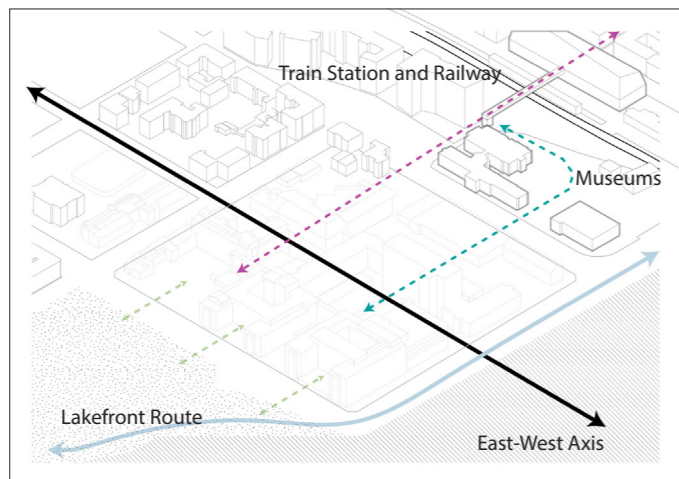 Train Station and Railway
Museums
Lakefront Route
East-West Axis